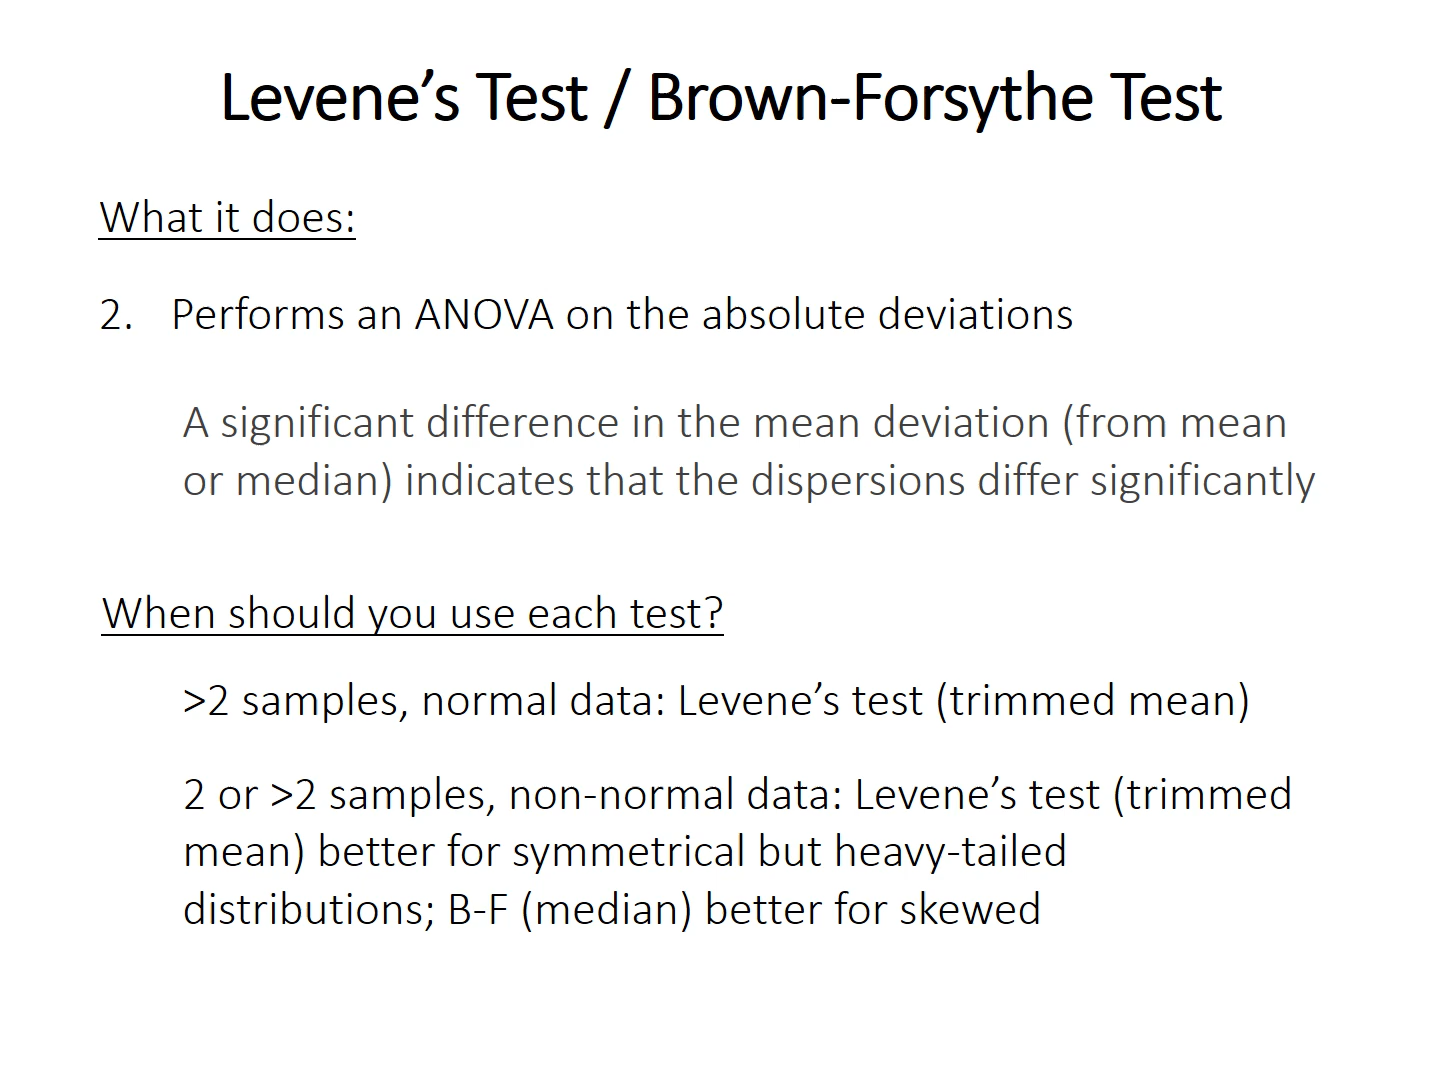 Levene’s Test / Brown-Forsythe Test
What it does:
2. Performs an ANOVA on the absolute deviations
A significant difference in the mean deviation (from mean
or median) indicates that the dispersions differ significantly
When should you use each test?
>2 samples, normal data: Levene’s test (trimmed mean)
2 or >2 samples, non-normal data: Levene’s test (trimmed
mean) better for symmetrical but heavy-tailed
distributions; B-F (median) better for skewed